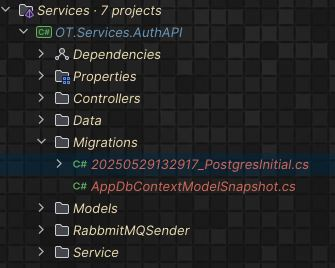 Services · 7 projects
C# OT.Services.AuthAPI
Dependencies
Properties
Controllers
Data
Migrations
C# 20250529132917_PostgresInitial.cs
C# AppDbContextModelSnapshot.cs
Models
RabbmitMQSender
Service